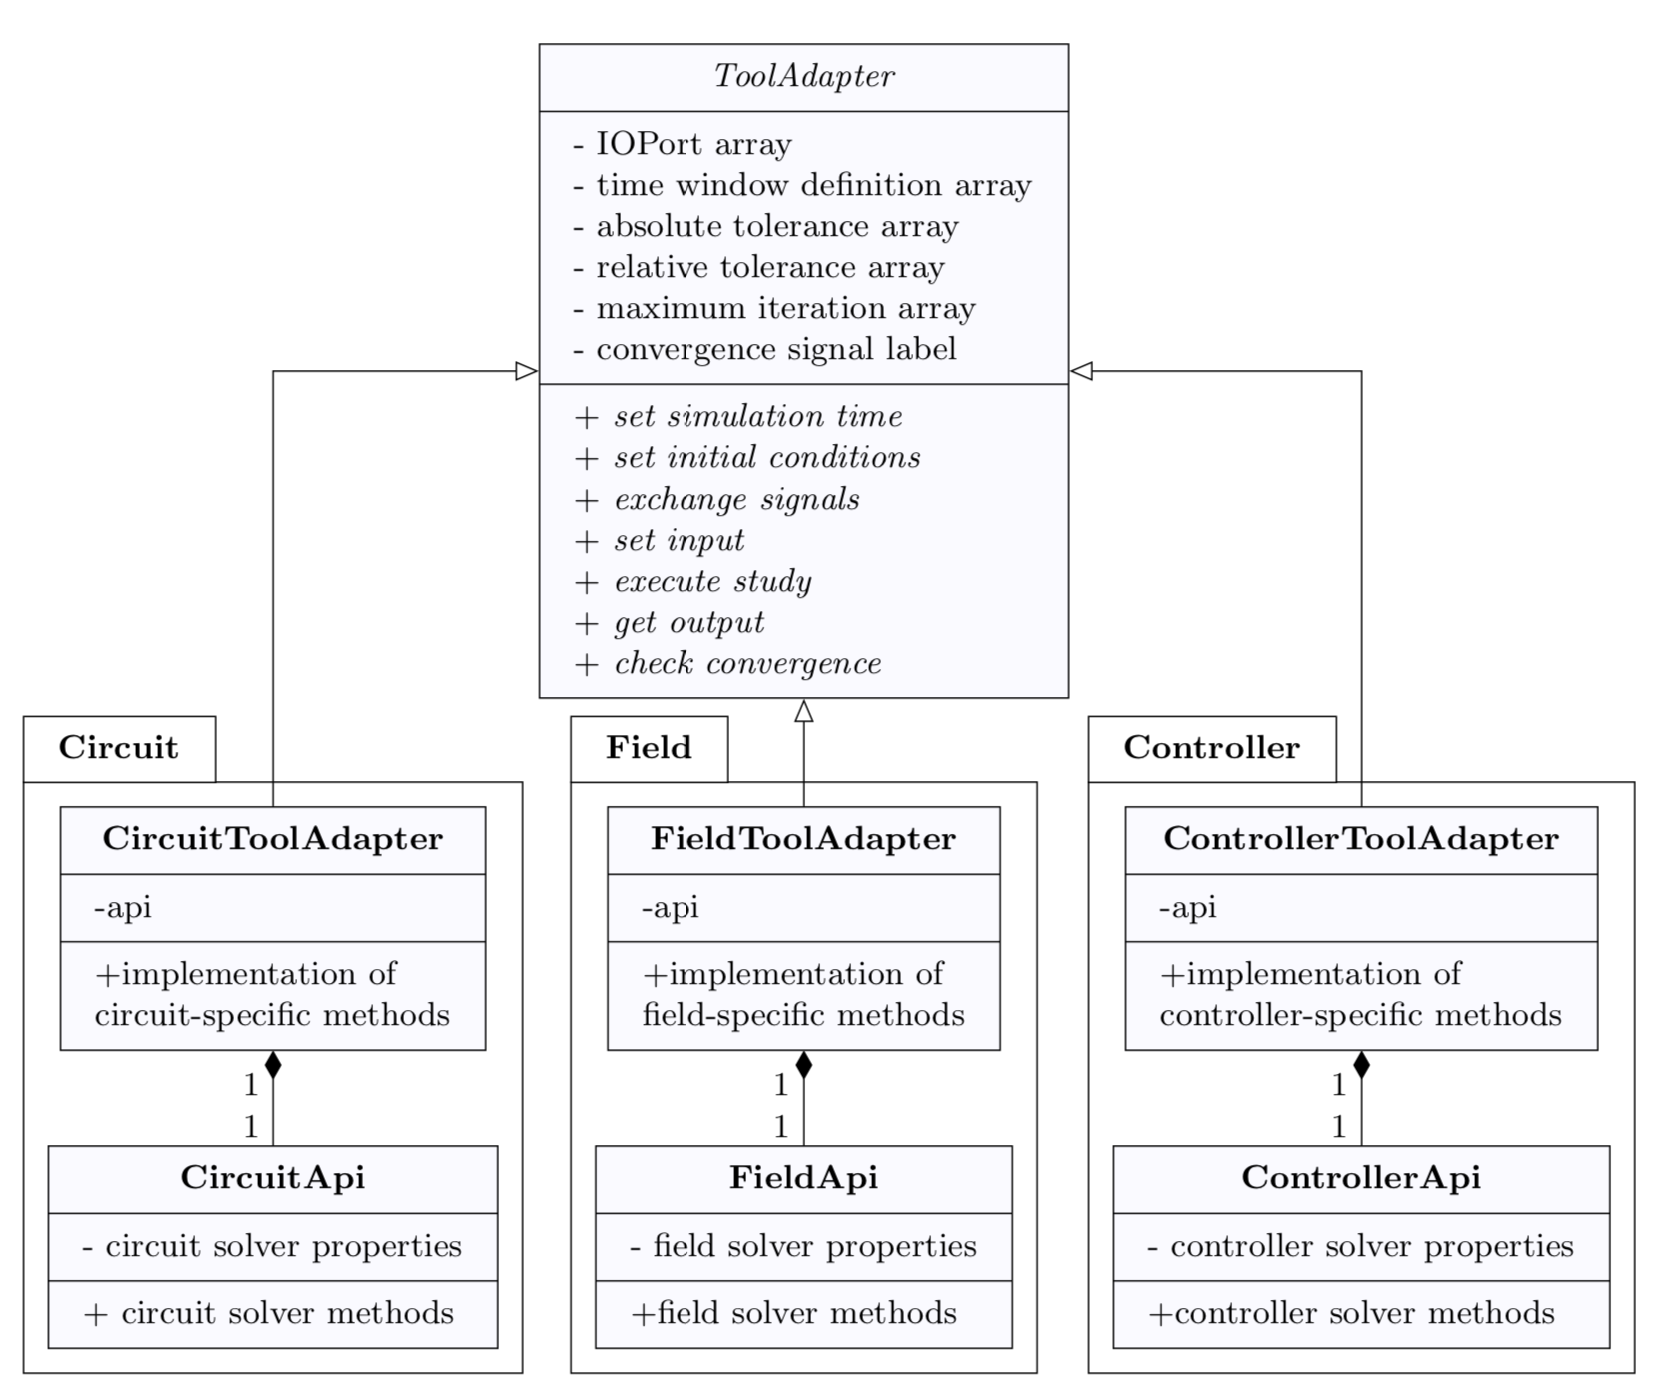 ToolAdapter
- IOPort array
- time window definition array
- absolute tolerance array
- relative tolerance array
- maximum iteration array
- convergence signal label
+ set simulation time
+ set initial conditions
+ exchange signals
+ set input
+ execute study
+ get output
+ check convergence
Circuit
CircuitToolAdapter
-api
+implementation of
circuit-specific methods
1
1
CircuitApi
- circuit solver properties
+ circuit solver methods
Field
FieldToolAdapter
-api
+implementation of
field-specific methods
1
1
FieldApi
- field solver properties
+field solver methods
Controller
ControllerToolAdapter
-api
+implementation of
controller-specific methods
1
1
ControllerApi
- controller solver properties
+controller solver methods